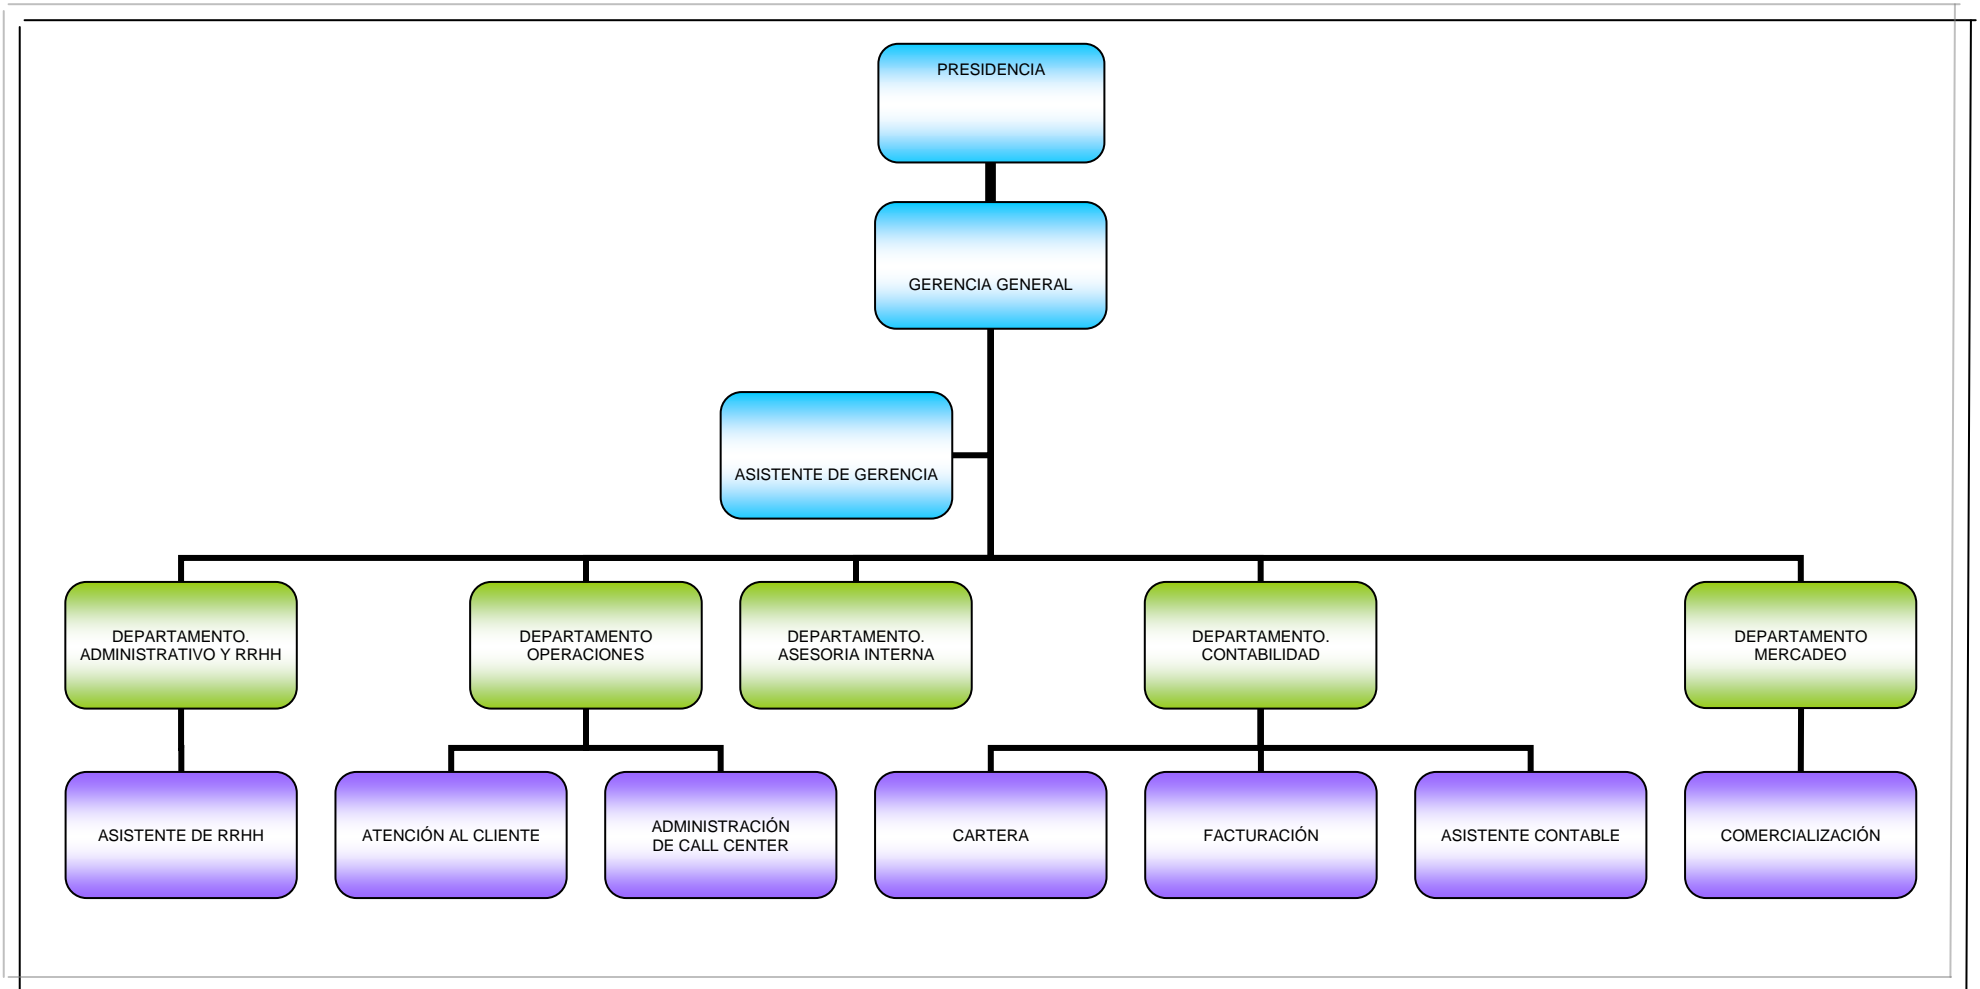 PRESIDENCIA
GERENCIA GENERAL
ASISTENTE DE GERENCIA
DEPARTAMENTO.
ADMINISTRATIVO Y RRHH
DEPARTAMENTO
OPERACIONES
DEPARTAMENTO.
ASESORIA INTERNA
DEPARTAMENTO.
CONTABILIDAD
DEPARTAMENTO
MERCADEO
ASISTENTE DE RRHH
ATENCIÓN AL CLIENTE
ADMINISTRACIÓN
DE CALL CENTER
CARTERA
FACTURACIÓN
ASISTENTE CONTABLE
COMERCIALIZACIÓN